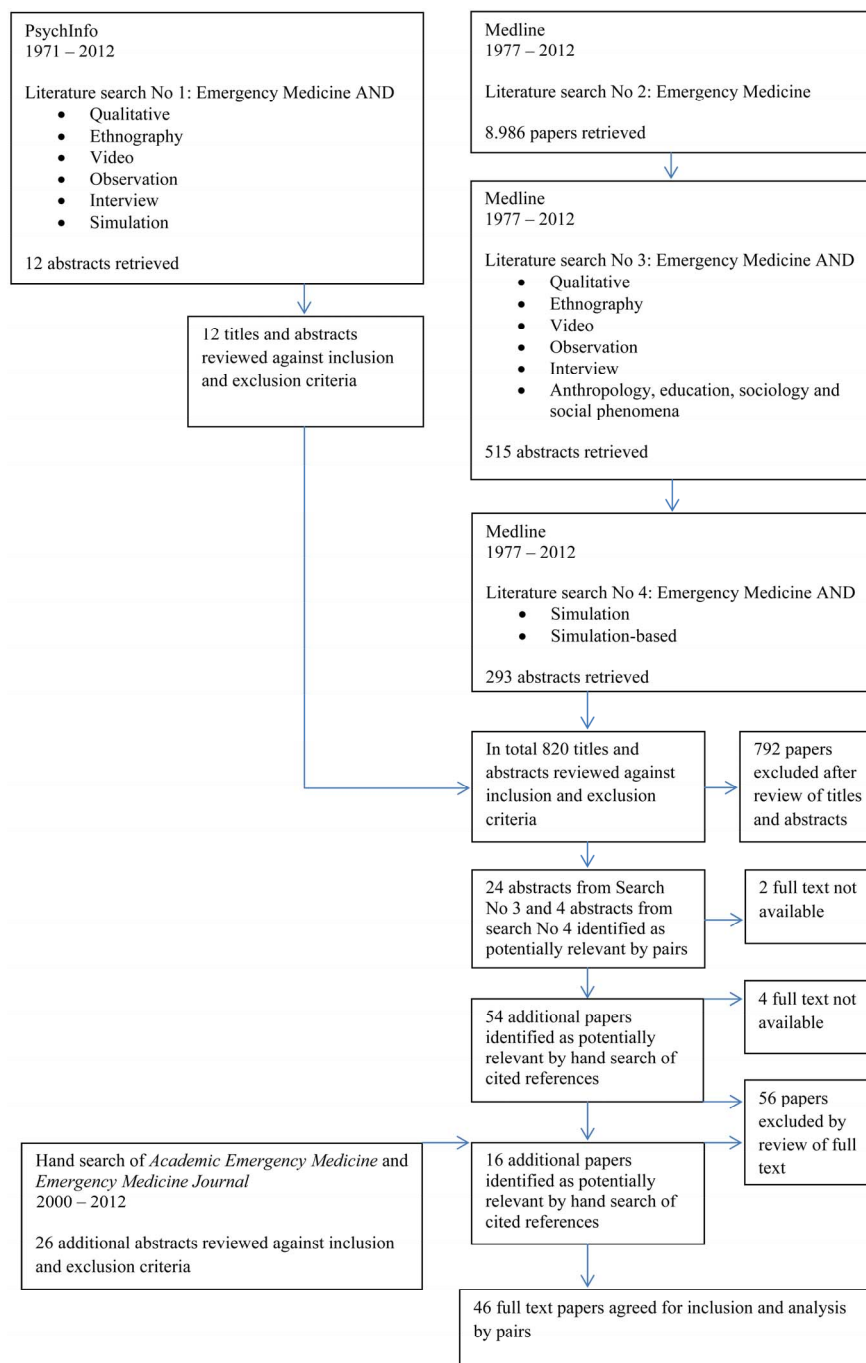 PsychInfo
1971 – 2012
Literature search No 1: Emergency Medicine AND
• Qualitative
• Ethnography
• Video
• Observation
• Interview
• Simulation
12 abstracts retrieved
12 titles and abstracts
reviewed against inclusion
and exclusion criteria
Medline
1977 – 2012
Literature search No 2: Emergency Medicine
8.986 papers retrieved
Medline
1977 – 2012
Literature search No 3: Emergency Medicine AND
• Qualitative
• Ethnography
• Video
• Observation
• Interview
• Anthropology, education, sociology and
social phenomena
515 abstracts retrieved
Medline
1977 – 2012
Literature search No 4: Emergency Medicine AND
• Simulation
• Simulation-based
293 abstracts retrieved
In total 820 titles and
abstracts reviewed against
inclusion and exclusion
criteria
792 papers
excluded after
review of titles
and abstracts
24 abstracts from Search
No 3 and 4 abstracts from
search No 4 identified as
potentially relevant by pairs
2 full text not
available
54 additional papers
identified as potentially
relevant by hand search of
cited references
4 full text not
available
56 papers
excluded by
review of full
text
Hand search of Academic Emergency Medicine and
Emergency Medicine Journal
2000 – 2012
26 additional abstracts reviewed against inclusion
and exclusion criteria
16 additional papers
identified as potentially
relevant by hand search of
cited references
46 full text papers agreed for inclusion and analysis
by pairs